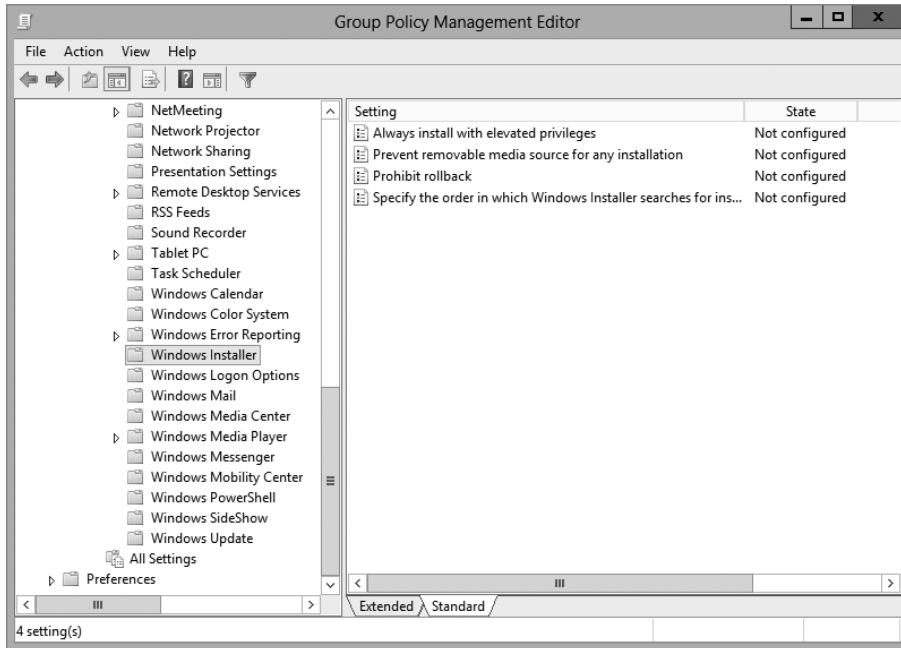 Group Policy Management Editor
File Action View Help
NetMeeting
Network Projector
Network Sharing
Presentation Settings
Remote Desktop Services
RSS Feeds
Sound Recorder
Tablet PC
Task Scheduler
Windows Calendar
Windows Color System
Windows Error Reporting
Windows Installer
Windows Logon Options
Windows Mail
Windows Media Center
Windows Media Player
Windows Messenger
Windows Mobility Center
Windows PowerShell
Windows SideShow
Windows Update
All Settings
Preferences
Setting State
Always install with elevated privileges Not configured
Prevent removable media source for any installation Not configured
Prohibit rollback Not configured
Specify the order in which Windows Installer searches for ins... Not configured
Extended Standard
4 setting(s)